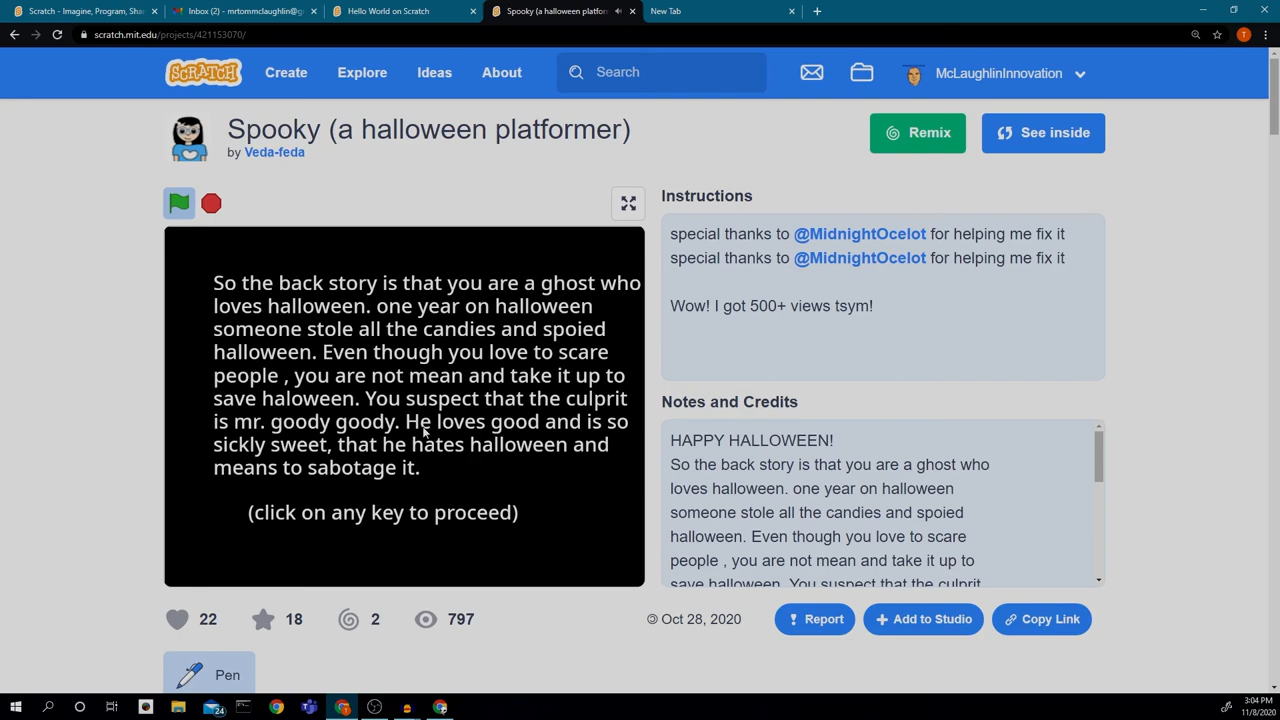 Scratch - Imagine, Program, Shar
Inbox (2) - mrtommclaughlin@g
Hello World on Scratch
Spooky (a halloween platform
New Tab
scratch.mit.edu/projects/421153070/
T
SCRATCH
Create
Explore
Ideas
About
Search
McLaughlinInnovation
Spooky (a halloween platformer)
by Veda-feda
Remix
See inside
So the back story is that you are a ghost who
loves halloween. one year on halloween
someone stole all the candies and spoied
halloween. Even though you love to scare
people , you are not mean and take it up to
save haloween. You suspect that the culprit
is mr. goody goody. He loves good and is so
sickly sweet, that he hates halloween and
means to sabotage it.
(click on any key to proceed)
Instructions
special thanks to @MidnightOcelot for helping me fix it
special thanks to @MidnightOcelot for helping me fix it
Wow! I got 500+ views tsym!
Notes and Credits
HAPPY HALLOWEEN!
So the back story is that you are a ghost who
loves halloween. one year on halloween
someone stole all the candies and spoied
halloween. Even though you love to scare
people , you are not mean and take it up to
save halloween. You suspect that the culprit
22
18
2
797
© Oct 28, 2020
Report
Add to Studio
Copy Link
Pen
24
3:04 PM
11/8/2020